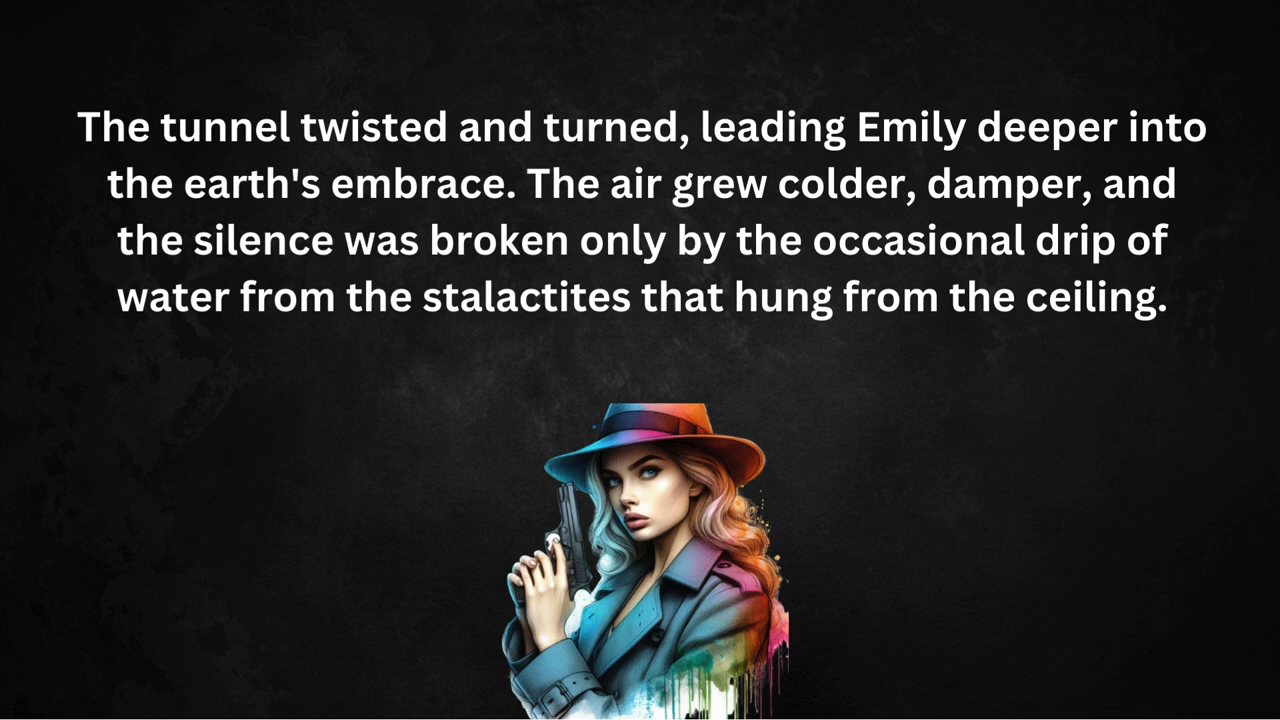 The tunnel twisted and turned, leading Emily deeper into
the earth's embrace. The air grew colder, damper, and
the silence was broken only by the occasional drip of
water from the stalactites that hung from the ceiling.